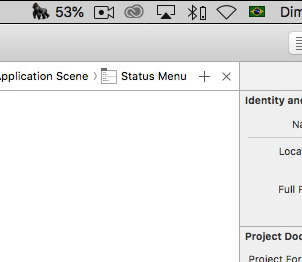 53% Dim
Application Scene › Status Menu
Identity and
Na
Loca
Full P
Project Doc
Project For